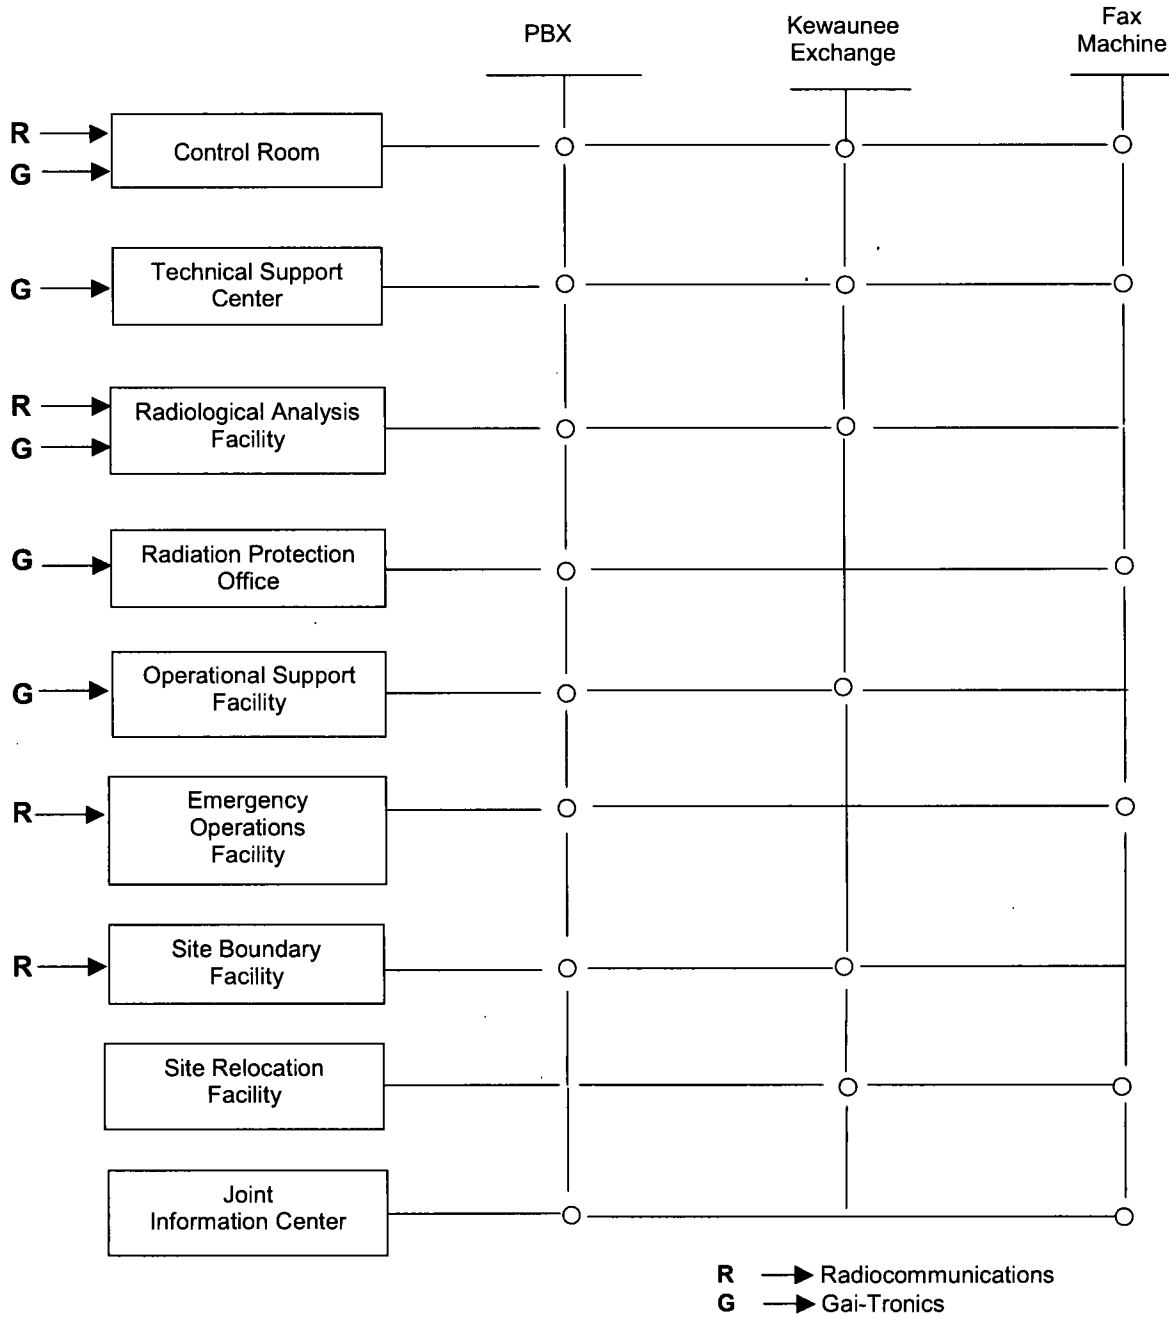 PBX
Kewaunee
Exchange
Fax
Machine
R
G
Control Room
G
Technical Support
Center
R
G
Radiological Analysis
Facility
G
Radiation Protection
Office
G
Operational Support
Facility
R
Emergency
Operations
Facility
R
Site Boundary
Facility
Site Relocation
Facility
Joint
Information Center
R Radiocommunications
G Gai-Tronics